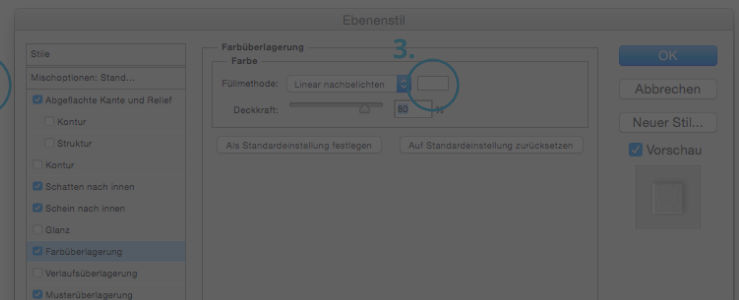 Ebenenstil
Stile
Mischoptionen: Stand...
Abgeflachte Kante und Relief
Kontur
Struktur
Kontur
Schatten nach innen
Schein nach innen
Glanz
Farbüberlagerung
Verlaufsüberlagerung
Musterüberlagerung
Farbüberlagerung
Farbe
3.
Füllmethode: Linear nachbelichten
Deckkraft: 80 %
Als Standardeinstellung festlegen
Auf Standardeinstellung zurücksetzen
OK
Abbrechen
Neuer Stil...
Vorschau